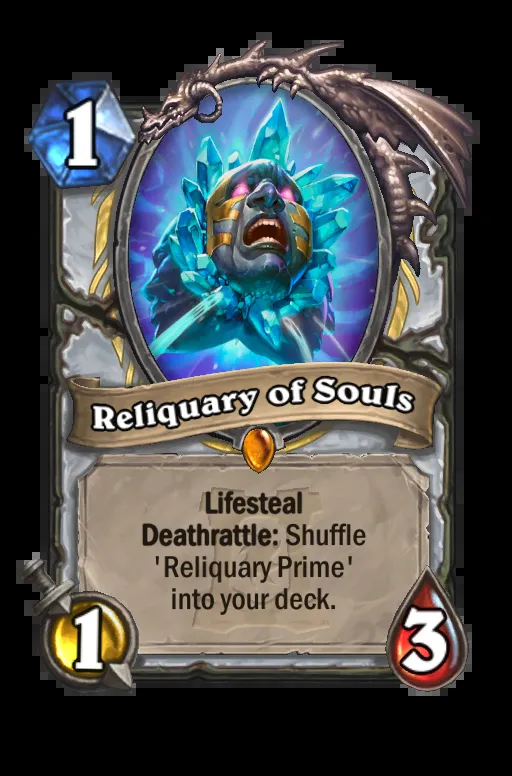 1
Reliquary of Souls
Lifesteal
Deathrattle: Shuffle
'Reliquary Prime'
into your deck.
1
3